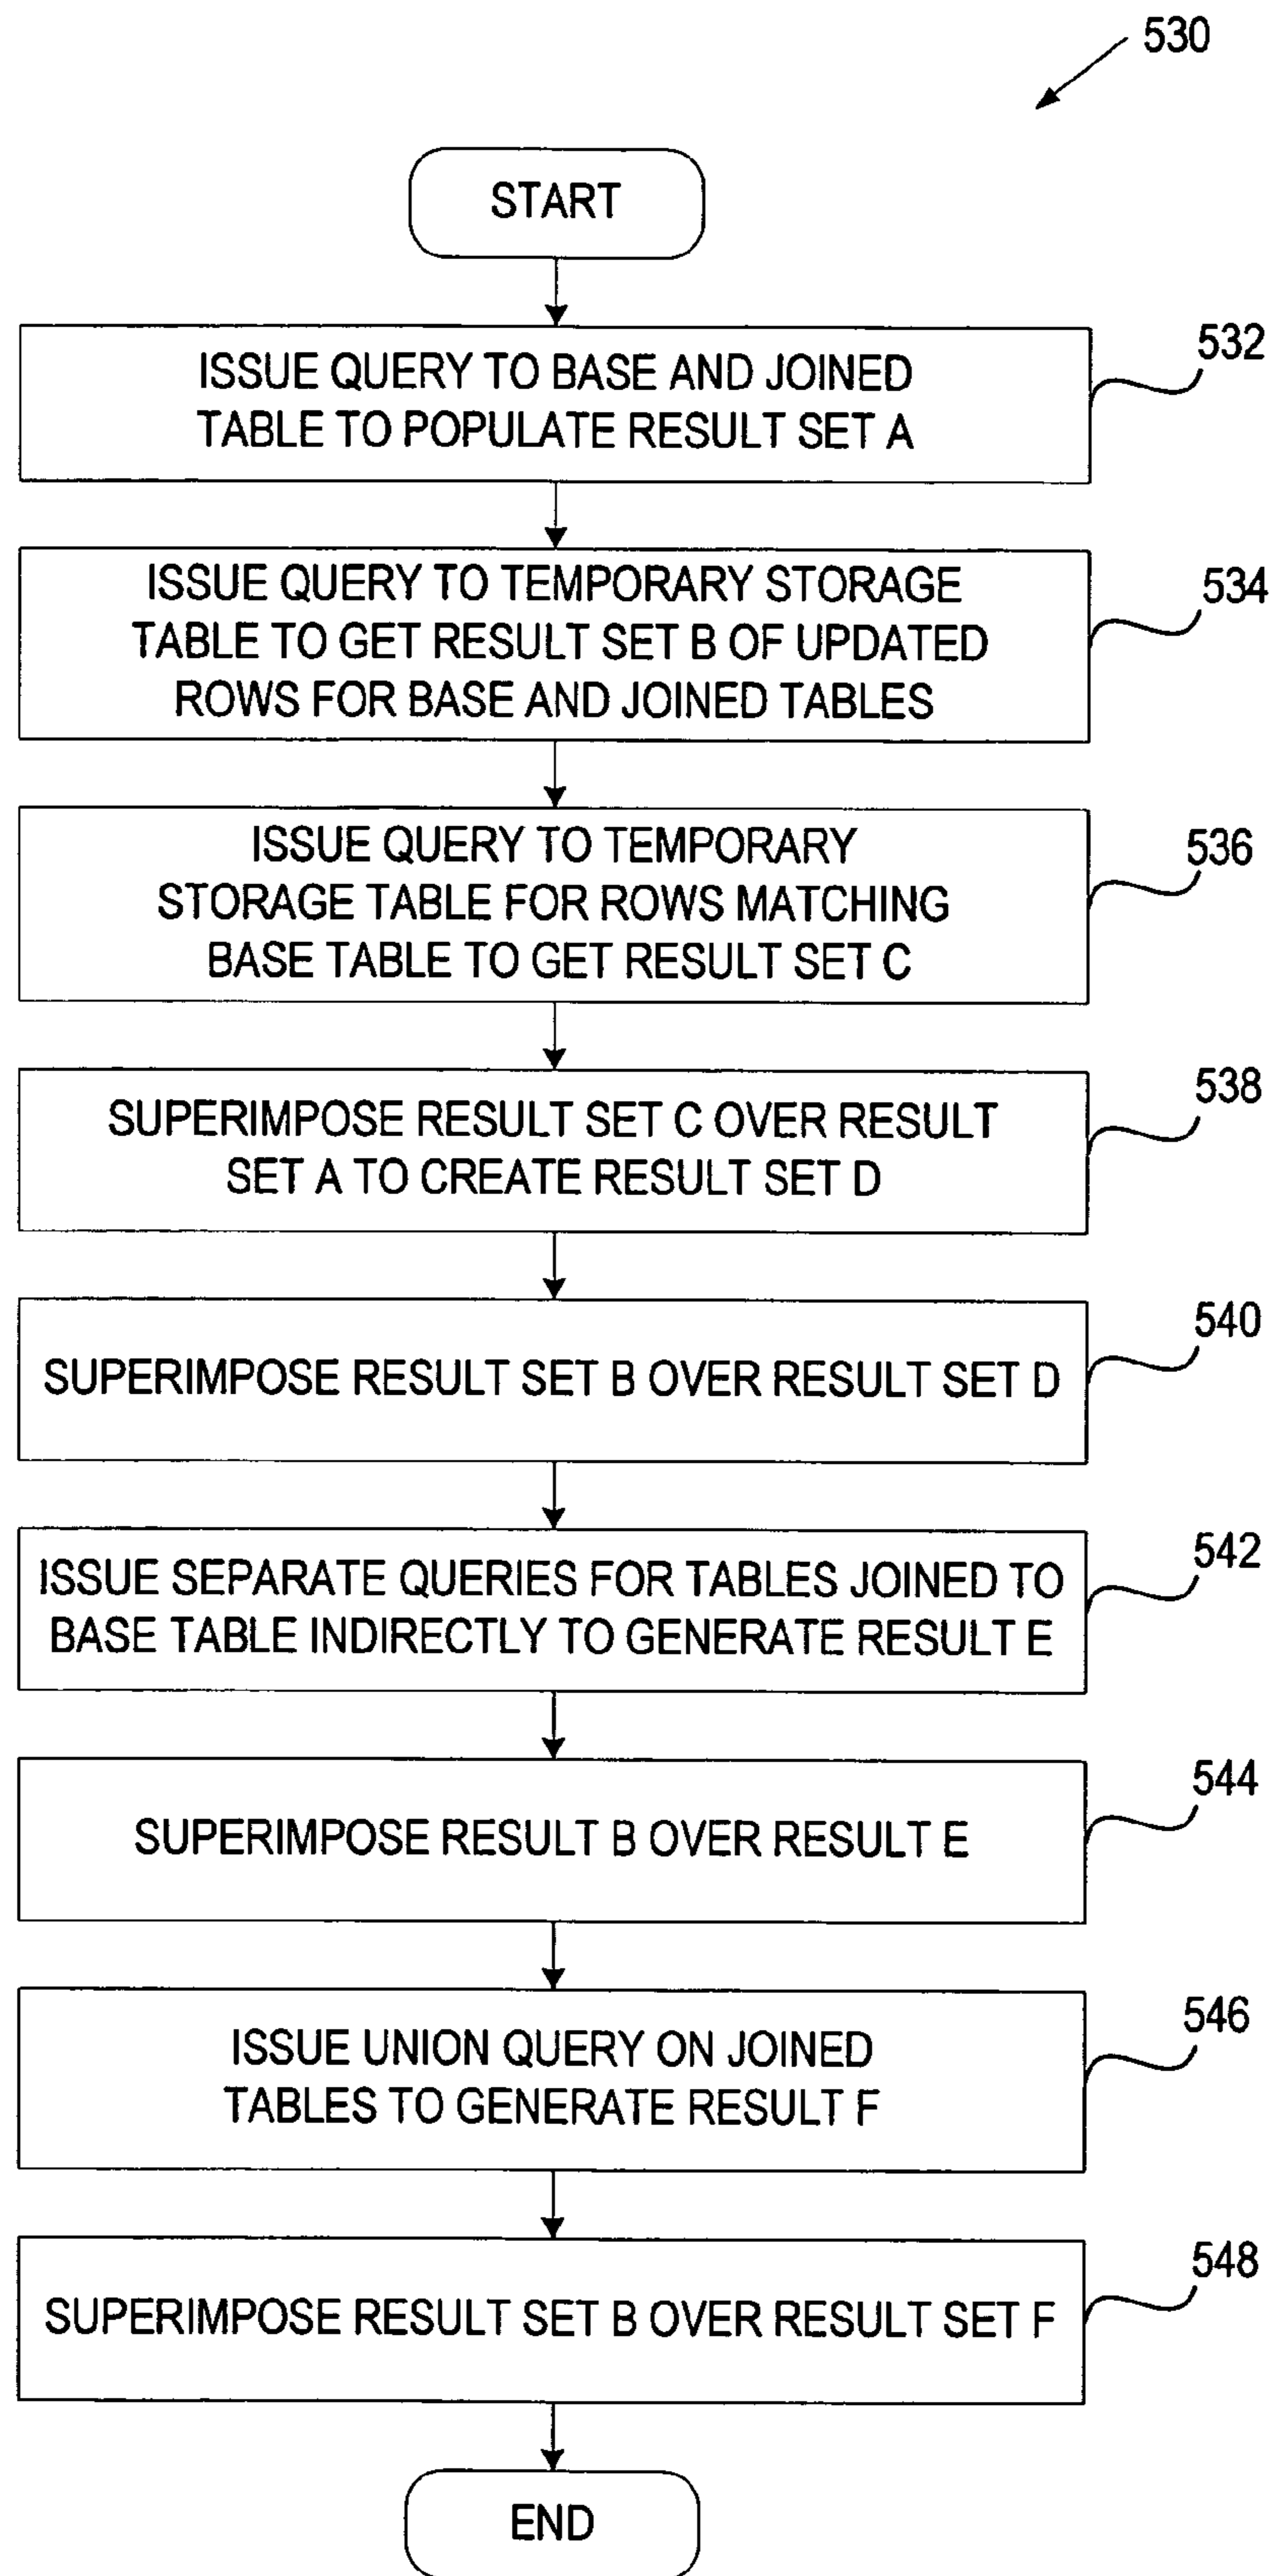 530
START
ISSUE QUERY TO BASE AND JOINED
TABLE TO POPULATE RESULT SET A
532
ISSUE QUERY TO TEMPORARY STORAGE
TABLE TO GET RESULT SET B OF UPDATED
ROWS FOR BASE AND JOINED TABLES
534
ISSUE QUERY TO TEMPORARY
STORAGE TABLE FOR ROWS MATCHING
BASE TABLE TO GET RESULT SET C
536
SUPERIMPOSE RESULT SET C OVER RESULT
SET A TO CREATE RESULT SET D
538
SUPERIMPOSE RESULT SET B OVER RESULT SET D
540
ISSUE SEPARATE QUERIES FOR TABLES JOINED TO
BASE TABLE INDIRECTLY TO GENERATE RESULT E
542
SUPERIMPOSE RESULT B OVER RESULT E
544
ISSUE UNION QUERY ON JOINED
TABLES TO GENERATE RESULT F
546
SUPERIMPOSE RESULT SET B OVER RESULT SET F
548
END